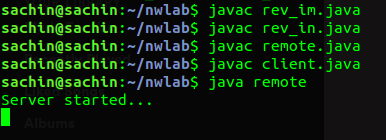 sachin@sachin:~/nwlab$ javac rev_im.java
sachin@sachin:~/nwlab$ javac rev_in.java
sachin@sachin:~/nwlab$ javac remote.java
sachin@sachin:~/nwlab$ javac client.java
sachin@sachin:~/nwlab$ java remote
Server started...
Albums